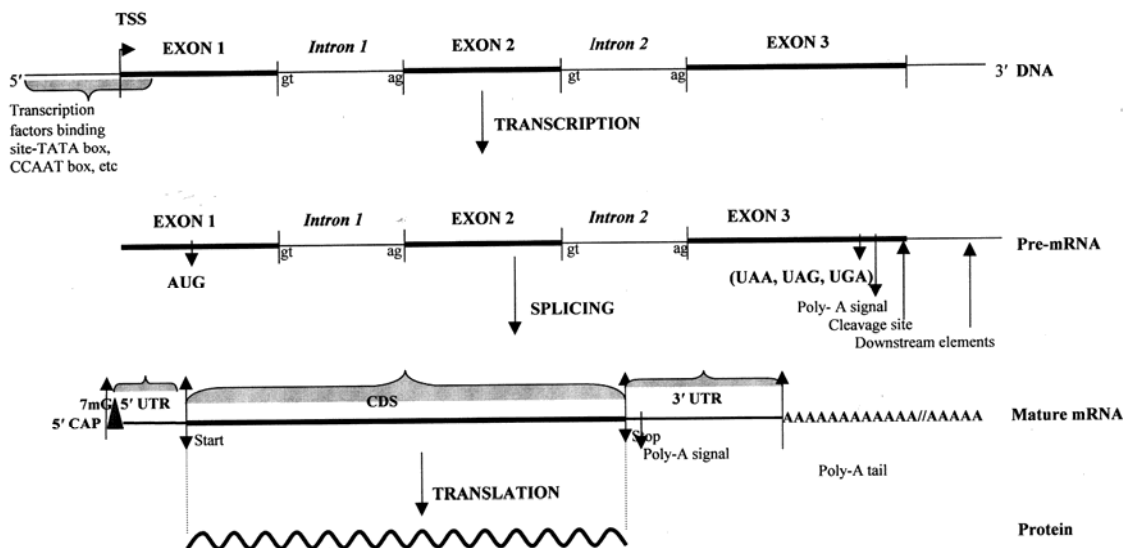 TSS
EXON 1 Intron 1 EXON 2 Intron 2 EXON 3
5′ gt ag gt ag 3′ DNA
Transcription
factors binding
site-TATA box,
CCAAT box, etc
TRANSCRIPTION
EXON 1 Intron 1 EXON 2 Intron 2 EXON 3
gt ag gt ag Pre-mRNA
AUG (UAA, UAG, UGA)
SPLICING
Poly- A signal
Cleavage site
Downstream elements
7mG 5′ UTR CDS 3′ UTR
5′ CAP AAAAAAAAAAAA//AAAAA Mature mRNA
Start Stop
Poly-A signal
Poly-A tail
TRANSLATION
Protein